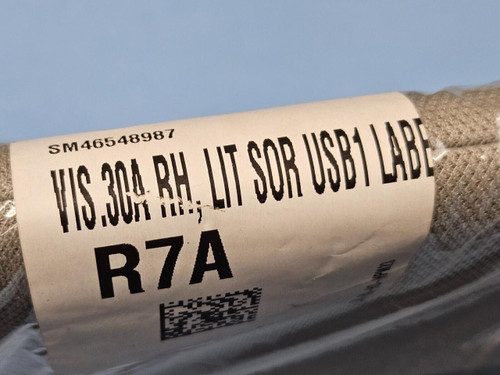 SM46548987
VIS.30A RH, LIT SOR USB1 LABE
R7A